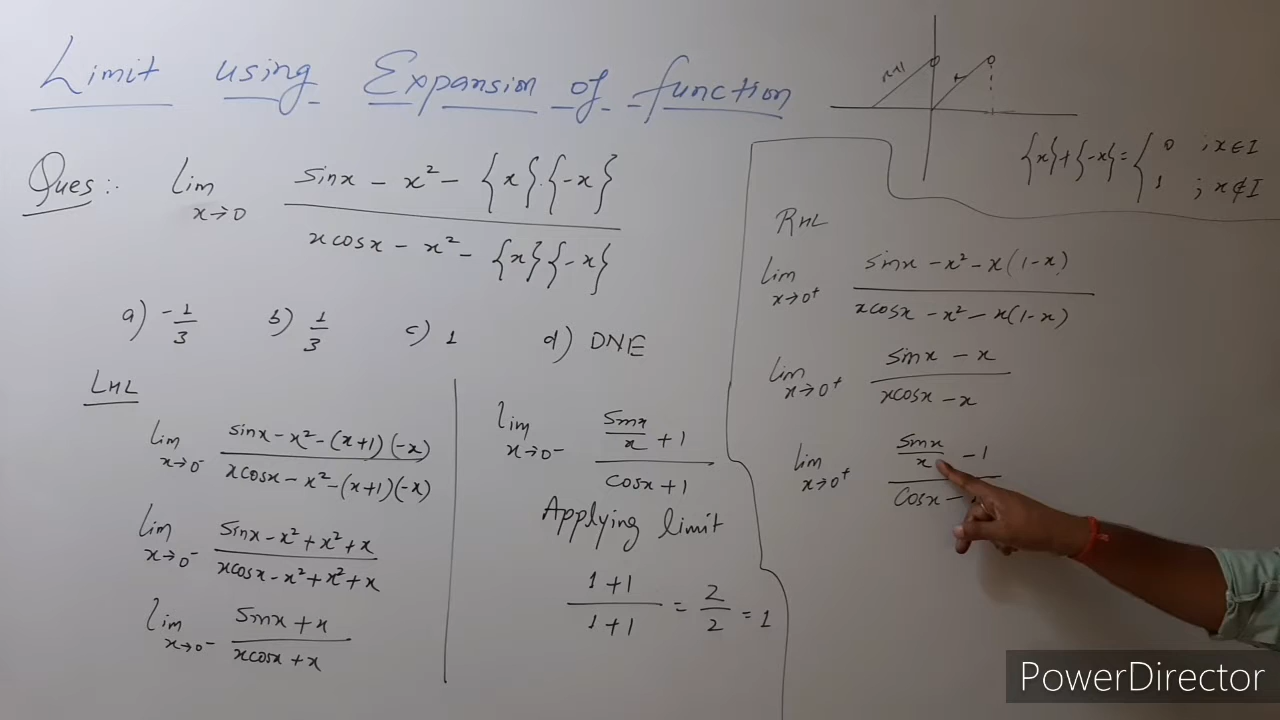 Limit using Expansion of function
Ques:- lim x→0 (sinx - x² - {x}.{-x}) / (xcosx - x² - {x}{-x})
a) -1/3 b) 1/3 c) 1 d) DNE
LHL
lim x→0⁻ (sinx - x² - (x+1)(-x)) / (xcosx - x² - (x+1)(-x))
lim x→0⁻ (sinx - x² + x² + x) / (xcosx - x² + x² + x)
lim x→0⁻ (sinx + x) / (xcosx + x)
lim x→0⁻ (sinx/x + 1) / (cosx + 1)
Applying limit
(1+1) / (1+1) = 2/2 = 1
{x}+{-x} = { 0 ; x∈I
1 ; x∉I
RHL
lim x→0⁺ (sinx - x² - x(1-x)) / (xcosx - x² - x(1-x))
lim x→0⁺ (sinx - x) / (xcosx - x)
lim x→0⁺ (sinx/x - 1) / (cosx -
PowerDirector